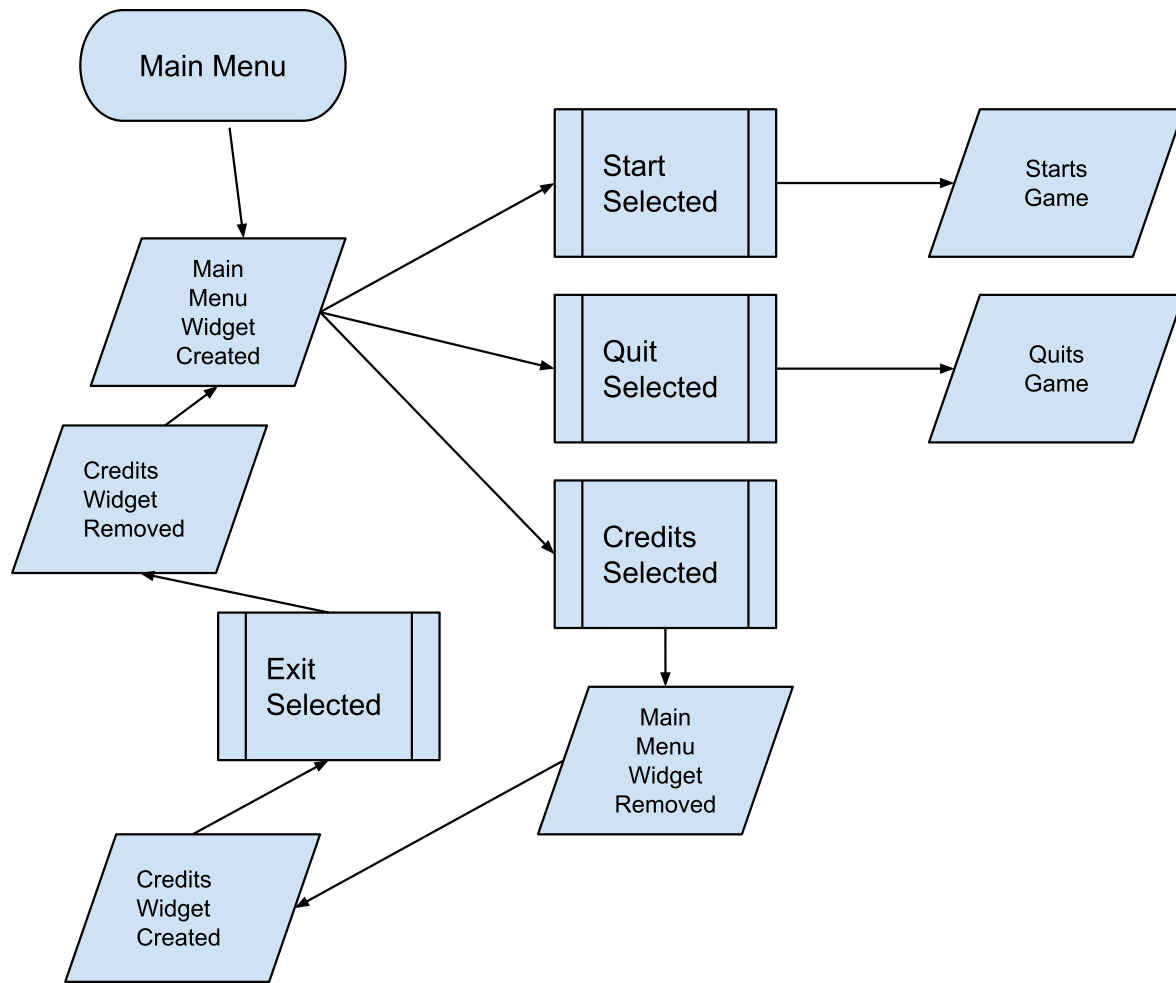 Main Menu
Main
Menu
Widget
Created
Start
Selected
Starts
Game
Quit
Selected
Quits
Game
Credits
Selected
Main
Menu
Widget
Removed
Credits
Widget
Created
Exit
Selected
Credits
Widget
Removed